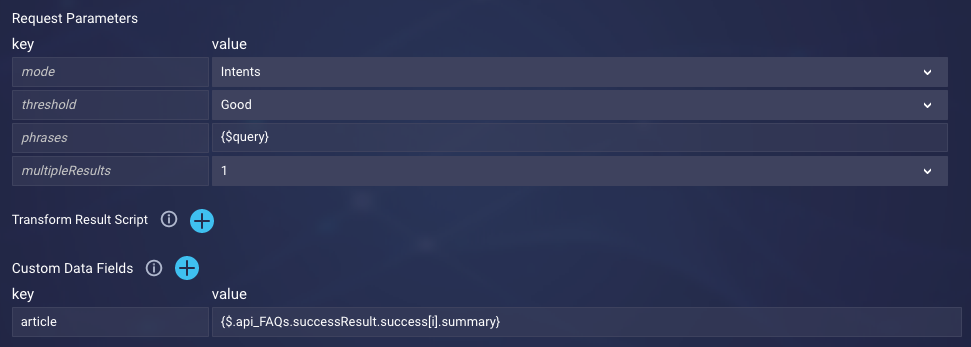 Request Parameters
key value
mode Intents
threshold Good
phrases {$query}
multipleResults 1
Transform Result Script
Custom Data Fields
key value
article {$.api_FAQs.successResult.success[i].summary}